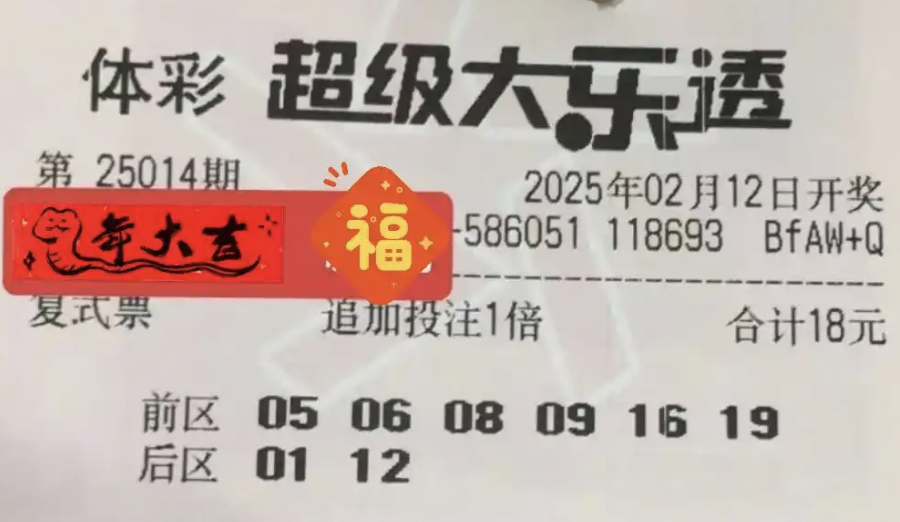 体彩 超级大乐透
第 25014期 2025年02月12日开奖
年大吉 福 -586051 118693 BfAW+Q
复式票 追加投注1倍 合计18元
前区 05 06 08 09 16 19
后区 01 12